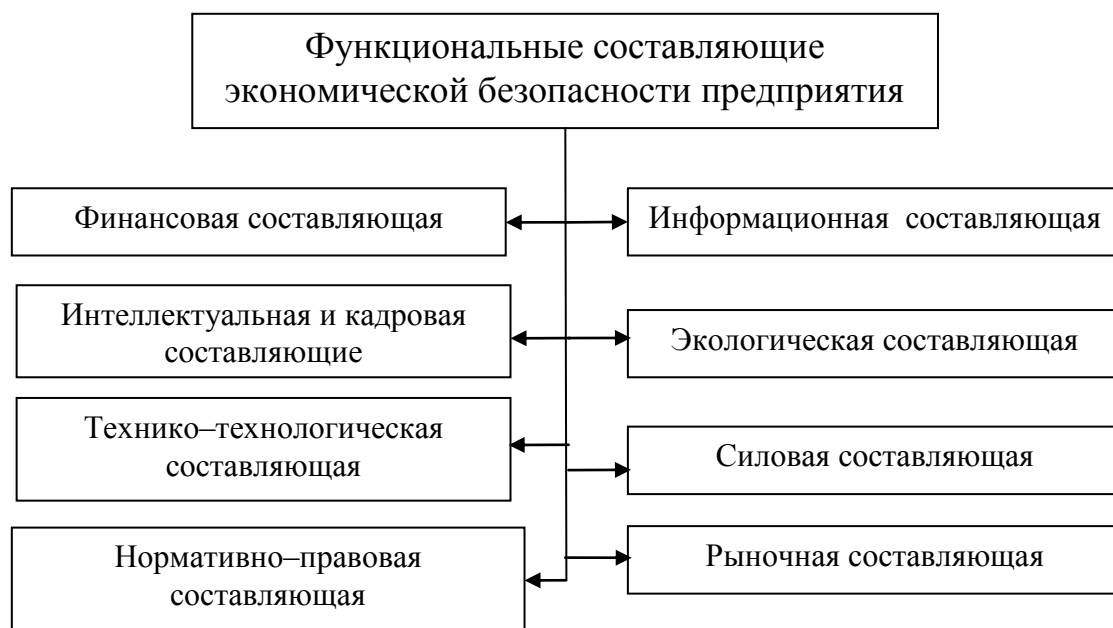 Функциональные составляющие
экономической безопасности предприятия
Финансовая составляющая
Информационная составляющая
Интеллектуальная и кадровая
составляющие
Экологическая составляющая
Технико–технологическая
составляющая
Силовая составляющая
Нормативно–правовая
составляющая
Рыночная составляющая